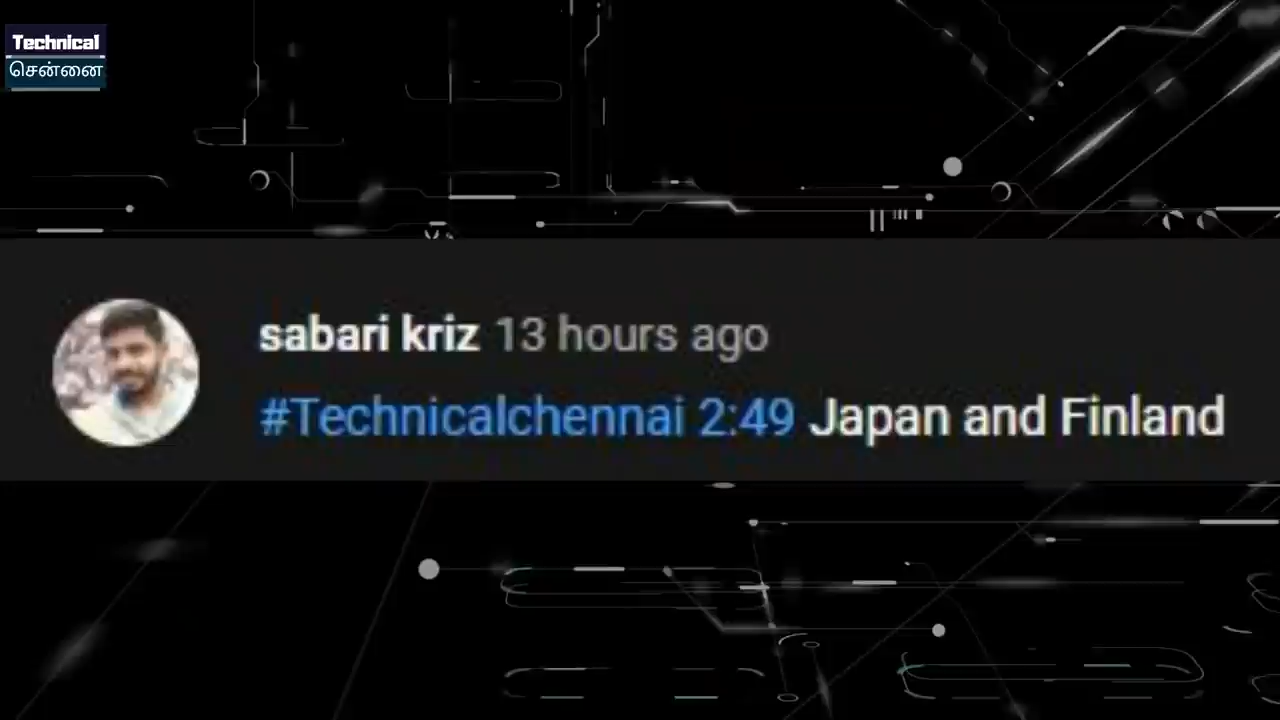 Technical
சென்னை
sabari kriz 13 hours ago
#Technicalchennai 2:49 Japan and Finland